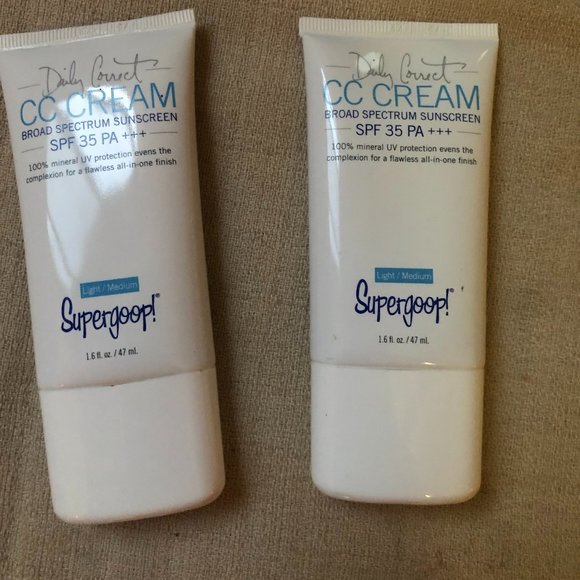 Daily Correct
CC CREAM
BROAD SPECTRUM SUNSCREEN
SPF 35 PA +++
100% mineral UV protection evens the
complexion for a flawless all-in-one finish
Light / Medium
Supergoop!®
1.6 fl. oz. / 47 ml.
Daily Correct
CC CREAM
BROAD SPECTRUM SUNSCREEN
SPF 35 PA +++
100% mineral UV protection evens the
complexion for a flawless all-in-one finish
Light / Medium
Supergoop!®
1.6 fl. oz. / 47 ml.